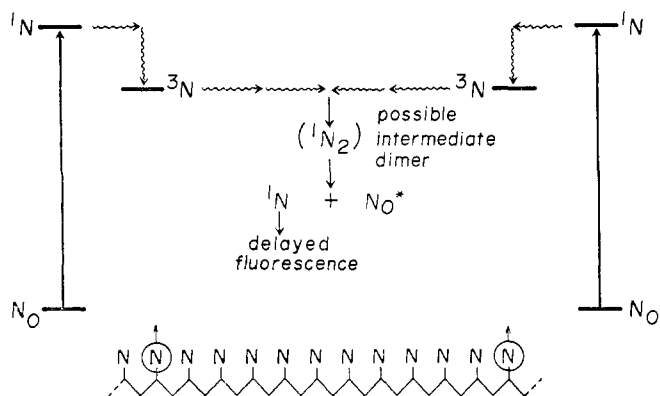 ¹N ¹N
³N ³N
(¹N₂) possible
intermediate
dimer
¹N + N₀*
delayed
fluorescence
N₀ N₀
N N N N N N N N N N N N N